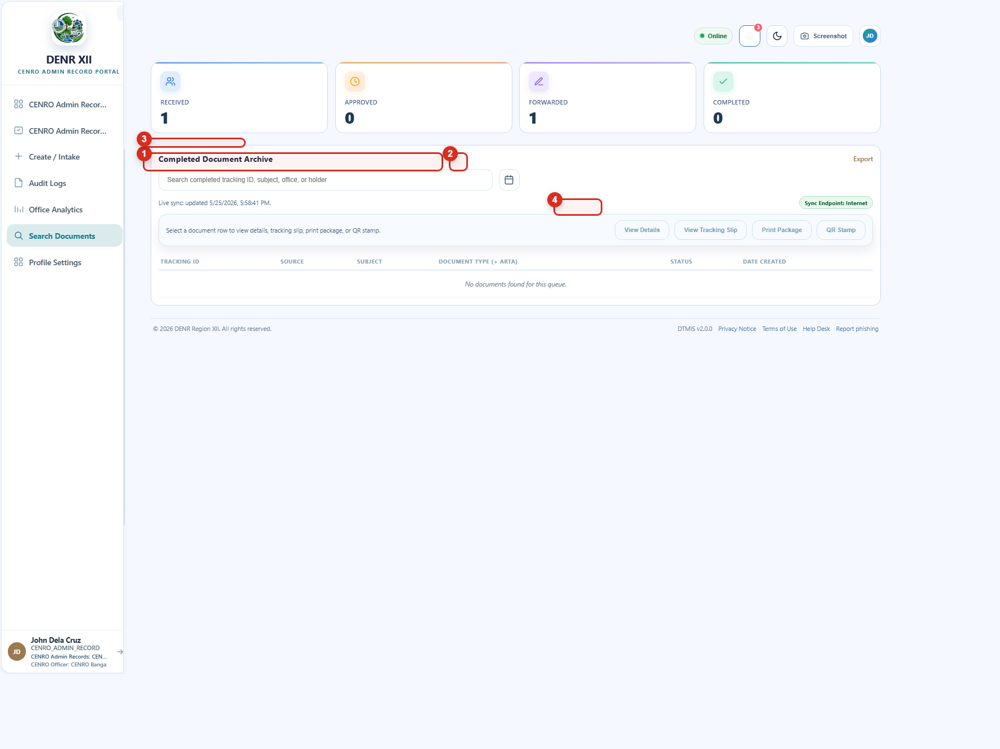 DENR XII
CENRO ADMIN RECORD PORTAL
CENRO Admin Recor...
CENRO Admin Recor...
Create / Intake
Audit Logs
Office Analytics
Search Documents
Profile Settings
John Dela Cruz
JD
CENRO_ADMIN_RECORD
CENRO Admin Records: CEN...
CENRO Officer: CENRO Banga
Online
3
Screenshot
JD
RECEIVED
1
APPROVED
0
FORWARDED
1
COMPLETED
0
3
1
2
Completed Document Archive
Export
Search completed tracking ID, subject, office, or holder
Live sync: updated 5/25/2026, 5:58:41 PM.
4
Sync Endpoint: Internet
Select a document row to view details, tracking slip, print package, or QR stamp.
View Details
View Tracking Slip
Print Package
QR Stamp
TRACKING ID SOURCE SUBJECT DOCUMENT TYPE (+ ARTA) STATUS DATE CREATED
No documents found for this queue.
© 2026 DENR Region XII. All rights reserved.
DTMIS v2.0.0 Privacy Notice Terms of Use Help Desk Report phishing